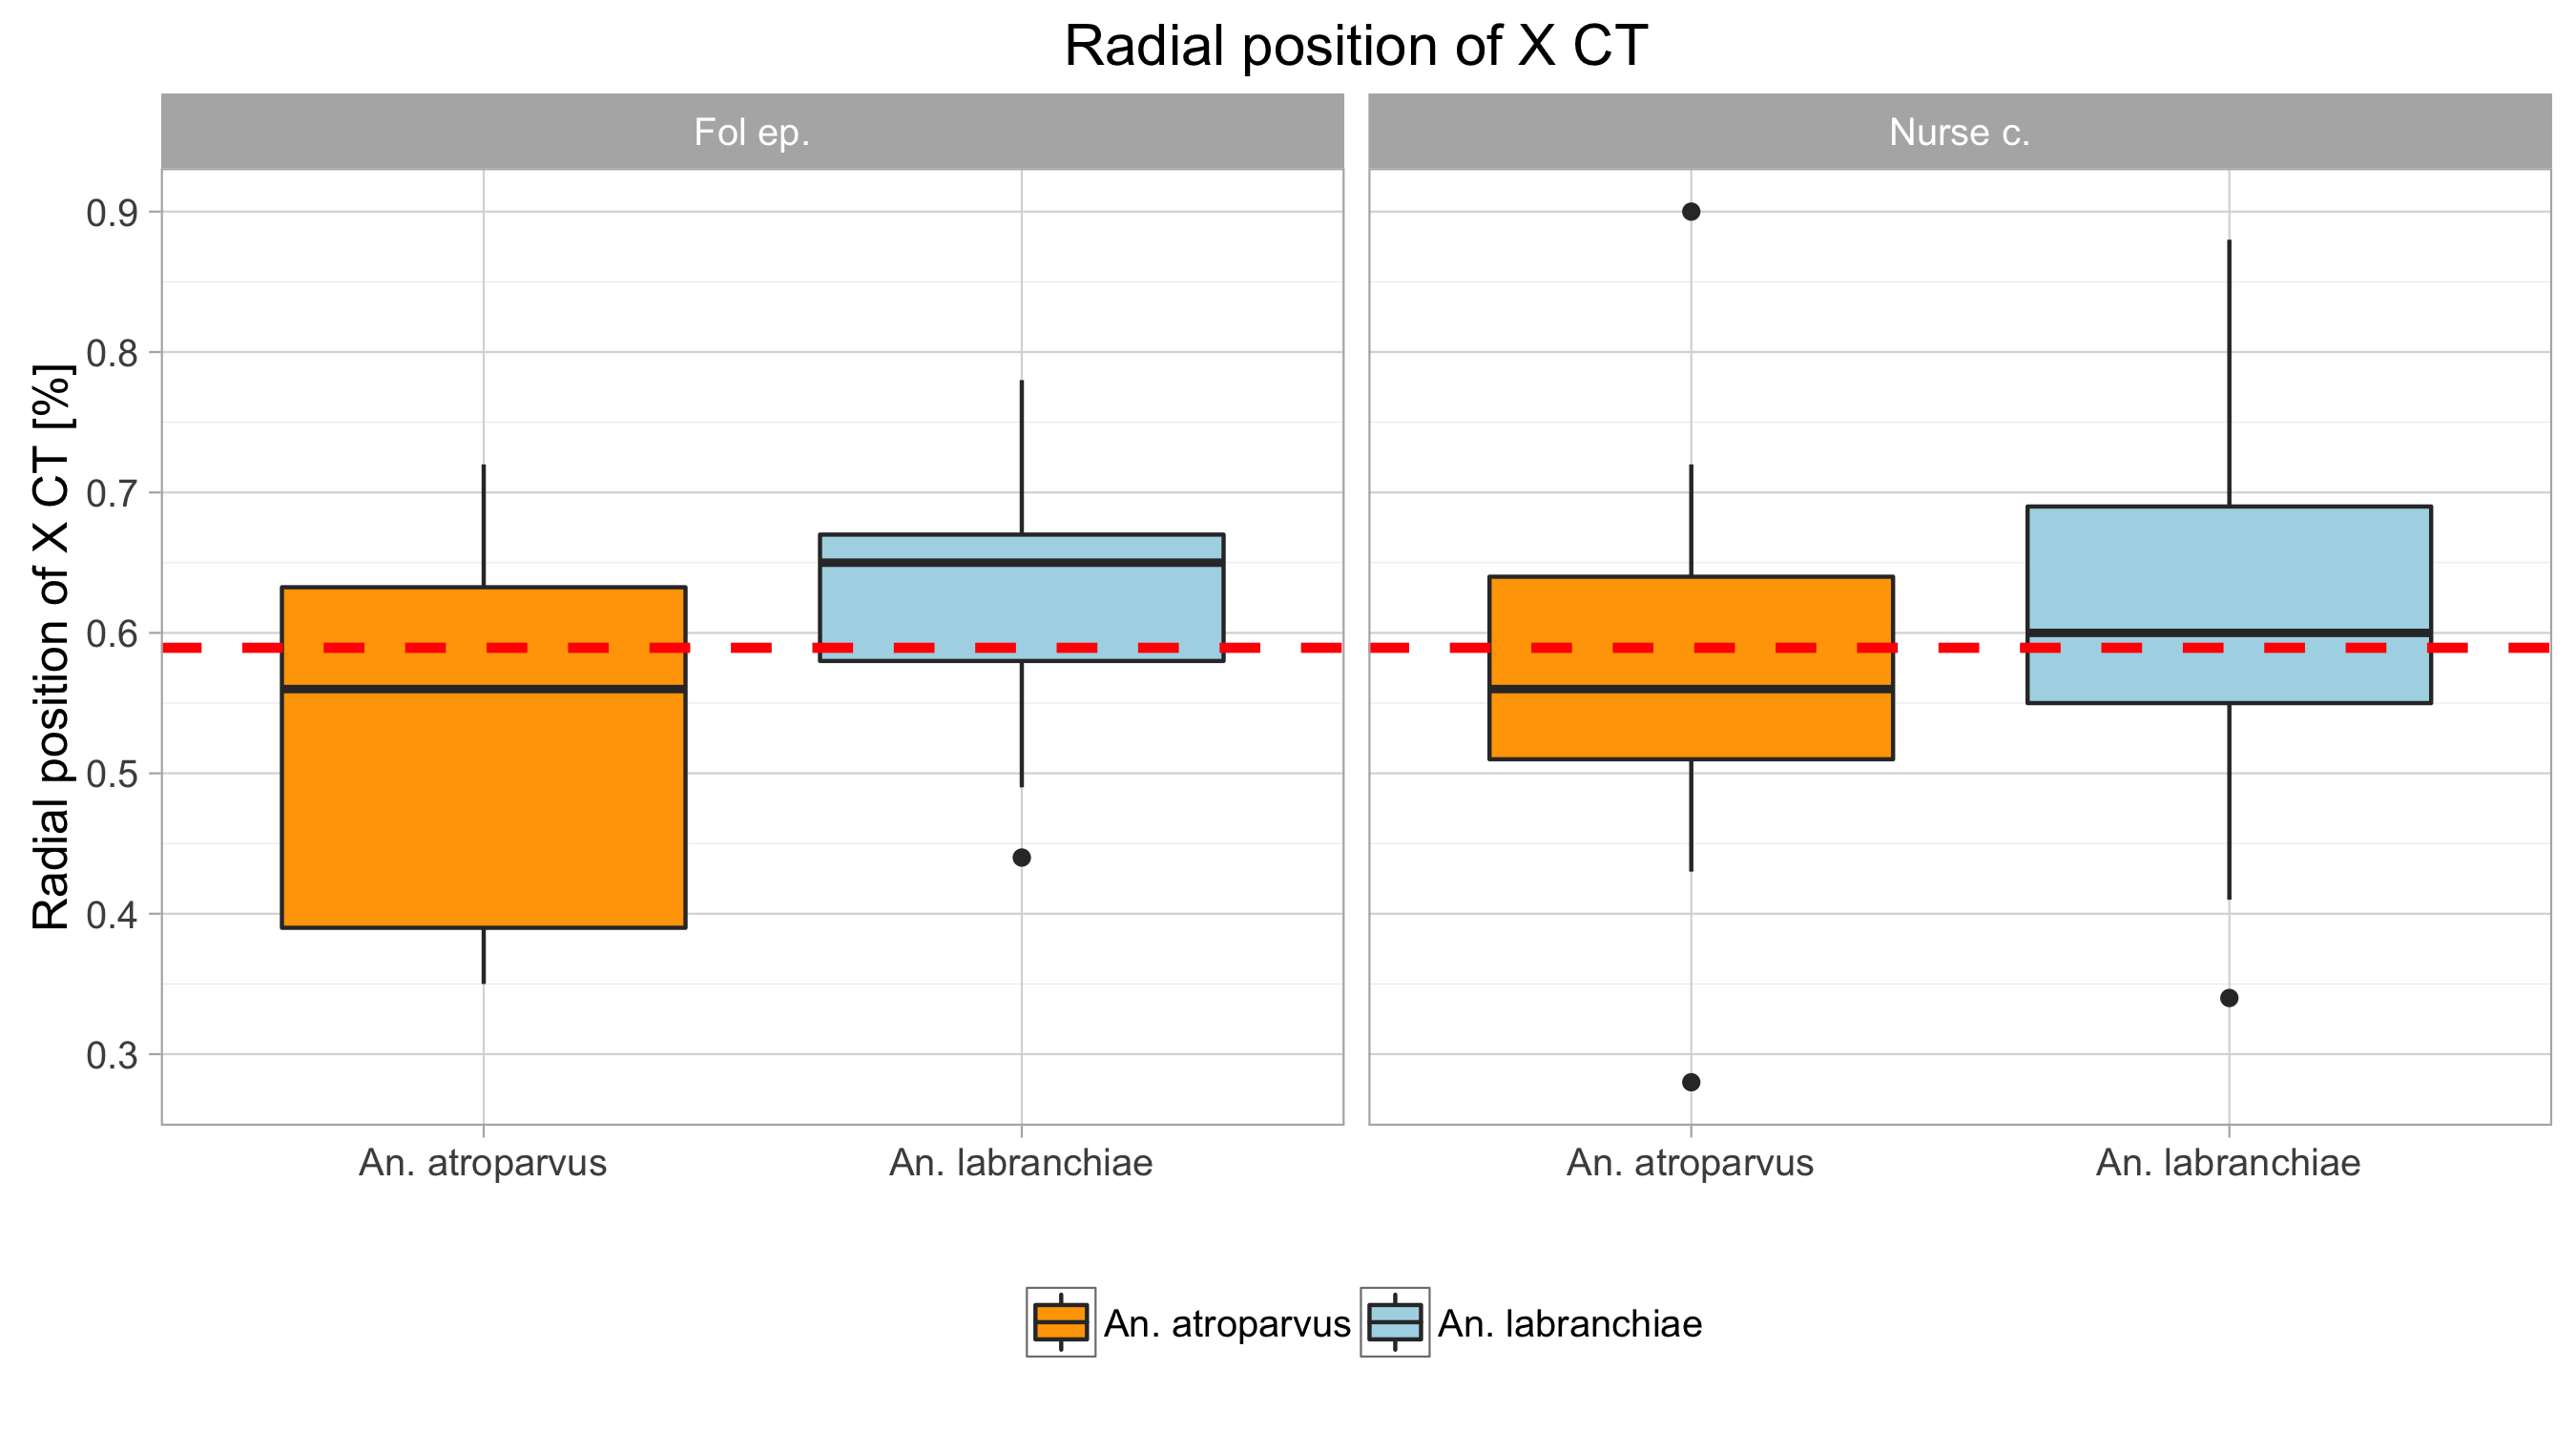 Radial position of X CT
Fol ep.
Nurse c.
Radial position of X CT [%]
0.9
0.8
0.7
0.6
0.5
0.4
0.3
An. atroparvus
An. labranchiae
An. atroparvus
An. labranchiae
An. atroparvus
An. labranchiae